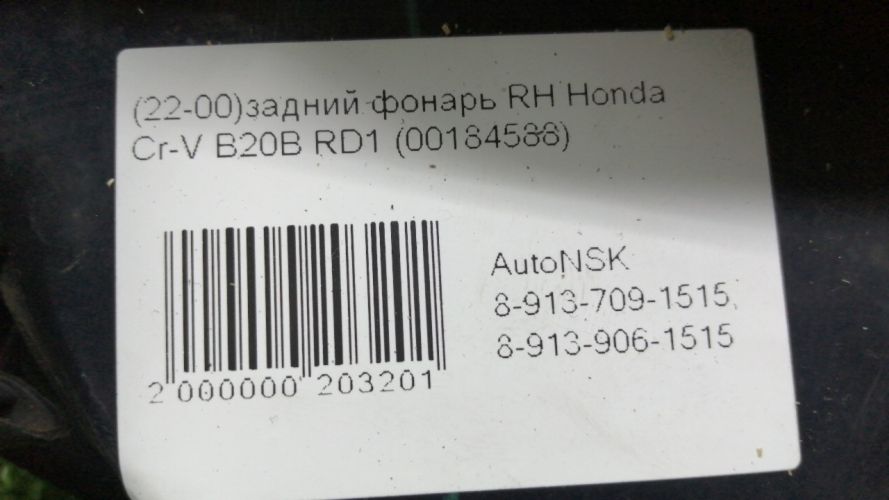 (22-00)задний фонарь RH Honda
Cr-V B20B RD1 (00184588)
AutoNSK
8-913-709-1515,
8-913-906-1515
2 000000 203201